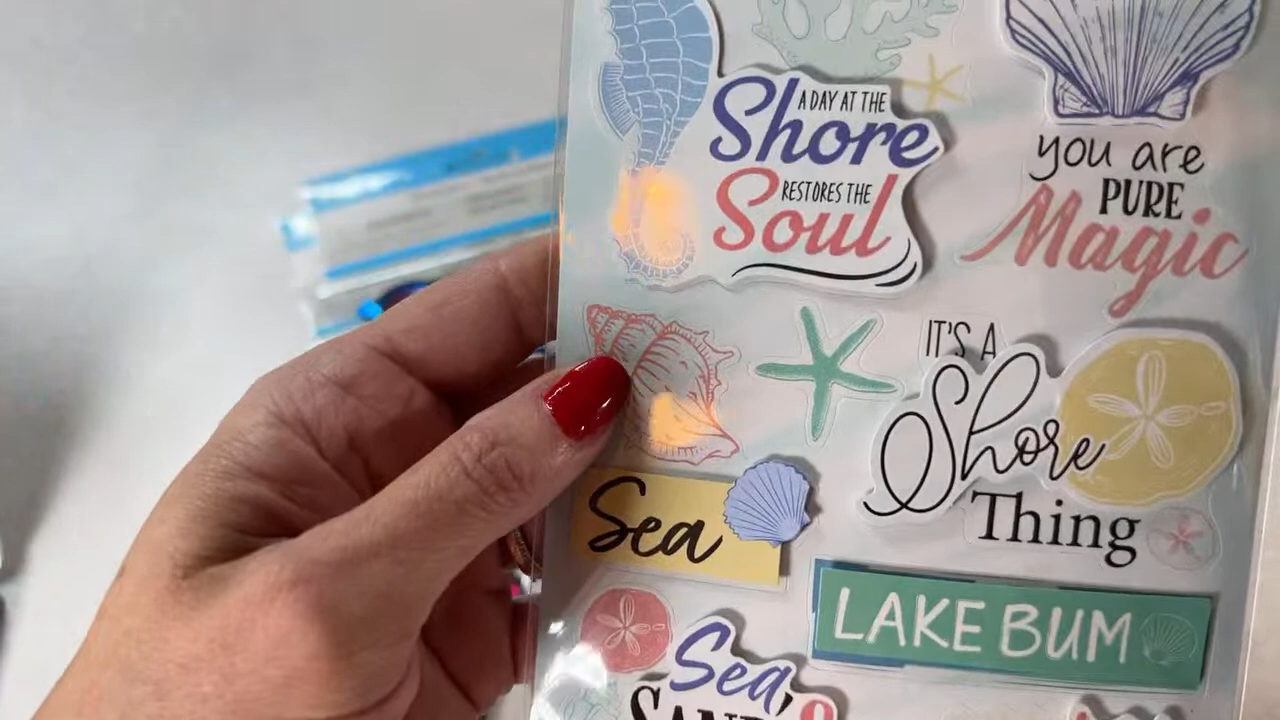 A DAY AT THE
Shore
RESTORES THE
Soul
you are
PURE
Magic
IT'S A
Shore
Thing
Sea
LAKE BUM
Sea,